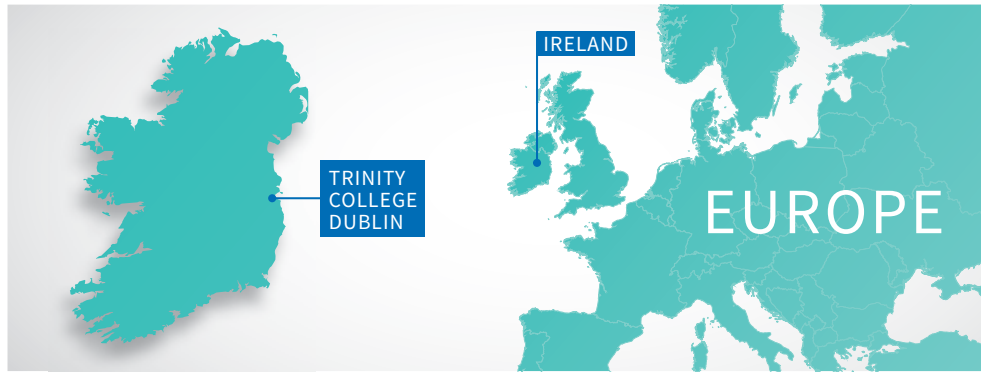 TRINITY
COLLEGE
DUBLIN
IRELAND
EUROPE